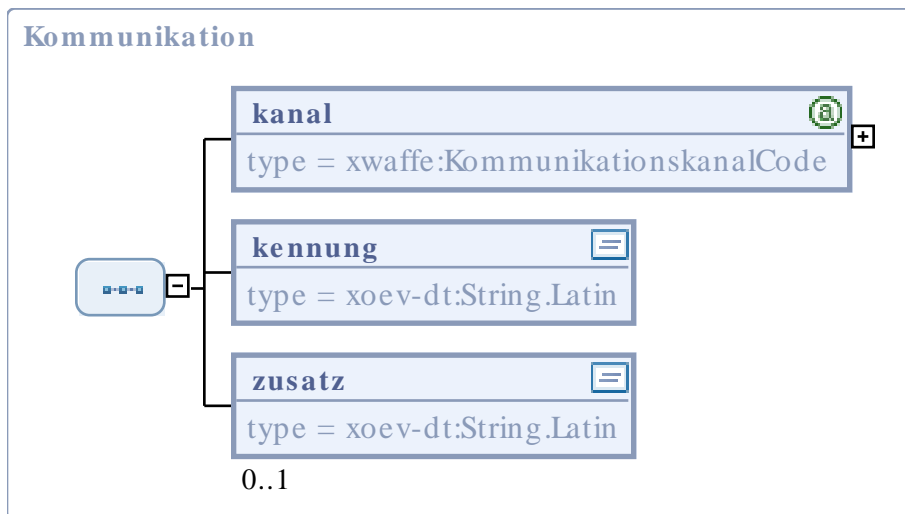 Kommunikation
kanal
type = xwaffe:KommunikationskanalCode
kennung
type = xoev-dt:String.Latin
zusatz
type = xoev-dt:String.Latin
0..1